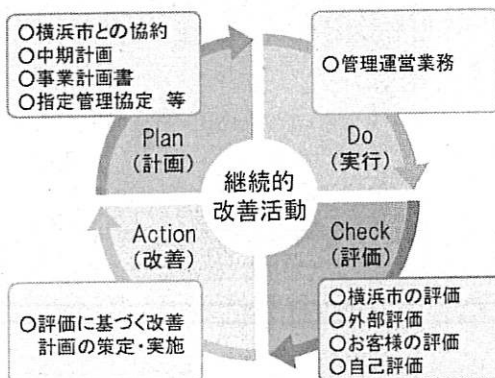 ○横浜市との協約
○中期計画
○事業計画書
○指定管理協定 等
Plan
(計画)
○管理運営業務
Do
(実行)
継続的
改善活動
Action
(改善)
Check
(評価)
○評価に基づく改善
計画の策定・実施
○横浜市の評価
○外部評価
○お客様の評価
○自己評価